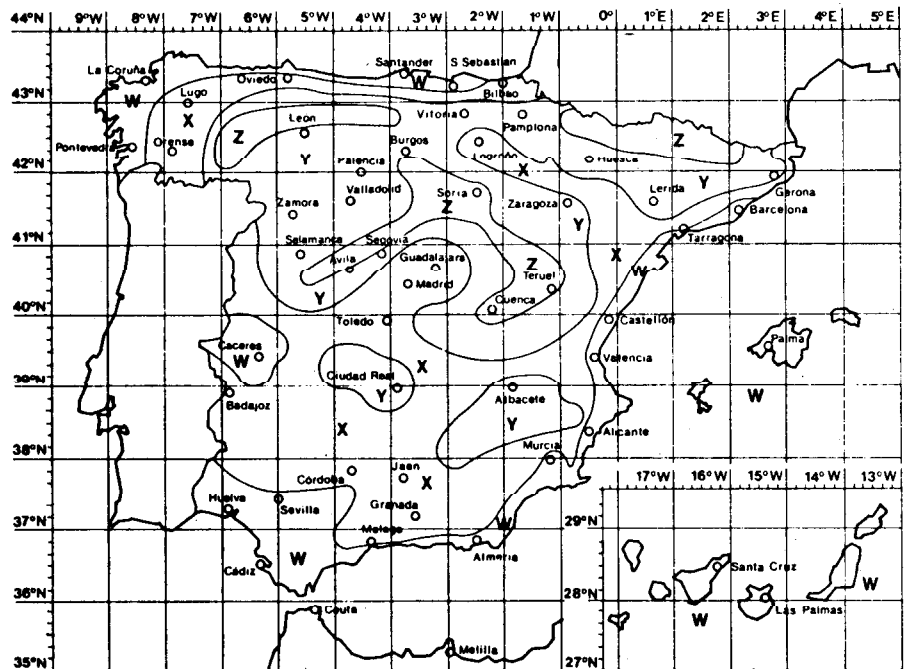 10°W 9°W 8°W 7°W 6°W 5°W 4°W 3°W 2°W 1°W 0° 1°E 2°E 3°E 4°E 5°E
44°N
La Coruña
Oviedo
Santander
S Sebastian
W
Bilbao
43°N
W
Lugo
X
Leon
Z
Vitoria
Pamplona
Z
Pontevedra
Orense
Y
Burgos
Logroño
Huesca
42°N
Palencia
X
Y
Zamora
Valladolid
Soria
Z
Zaragoza
Lerida
Gerona
Barcelona
Y
Tarragona
41°N
Salamanca
Segovia
Avila
Guadalajara
Madrid
Z
Teruel
X
W
Y
Cuenca
40°N
Toledo
Castellón
Palma
Caceres
W
X
Valencia
39°N
Ciudad Real
Y
Albacete
W
Badajoz
X
Y
Alicante
38°N
Murcia
Córdoba
Jaen
X
17°W 16°W 15°W 14°W 13°W
Huelva
Sevilla
Granada
37°N
W
29°N
Malaga
Almeria
W
Cádiz
Santa Cruz
W
36°N
28°N
Ceuta
W
Las Palmas
Melilla
35°N
27°N